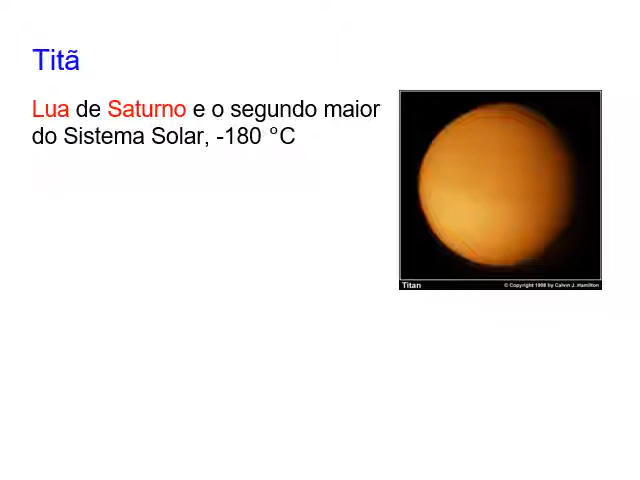 Titã
Lua de Saturno e o segundo maior
do Sistema Solar, -180 °C
Titan
© Copyright 1998 by Calvin J. Hamilton